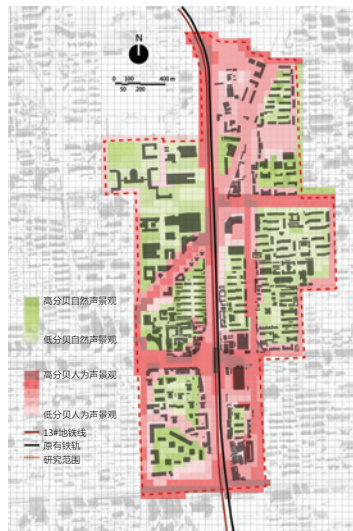 N
0 100 400 m
50 200
高分贝自然声景观
低分贝自然声景观
高分贝人为声景观
低分贝人为声景观
13#地铁线
原有铁轨
研究范围